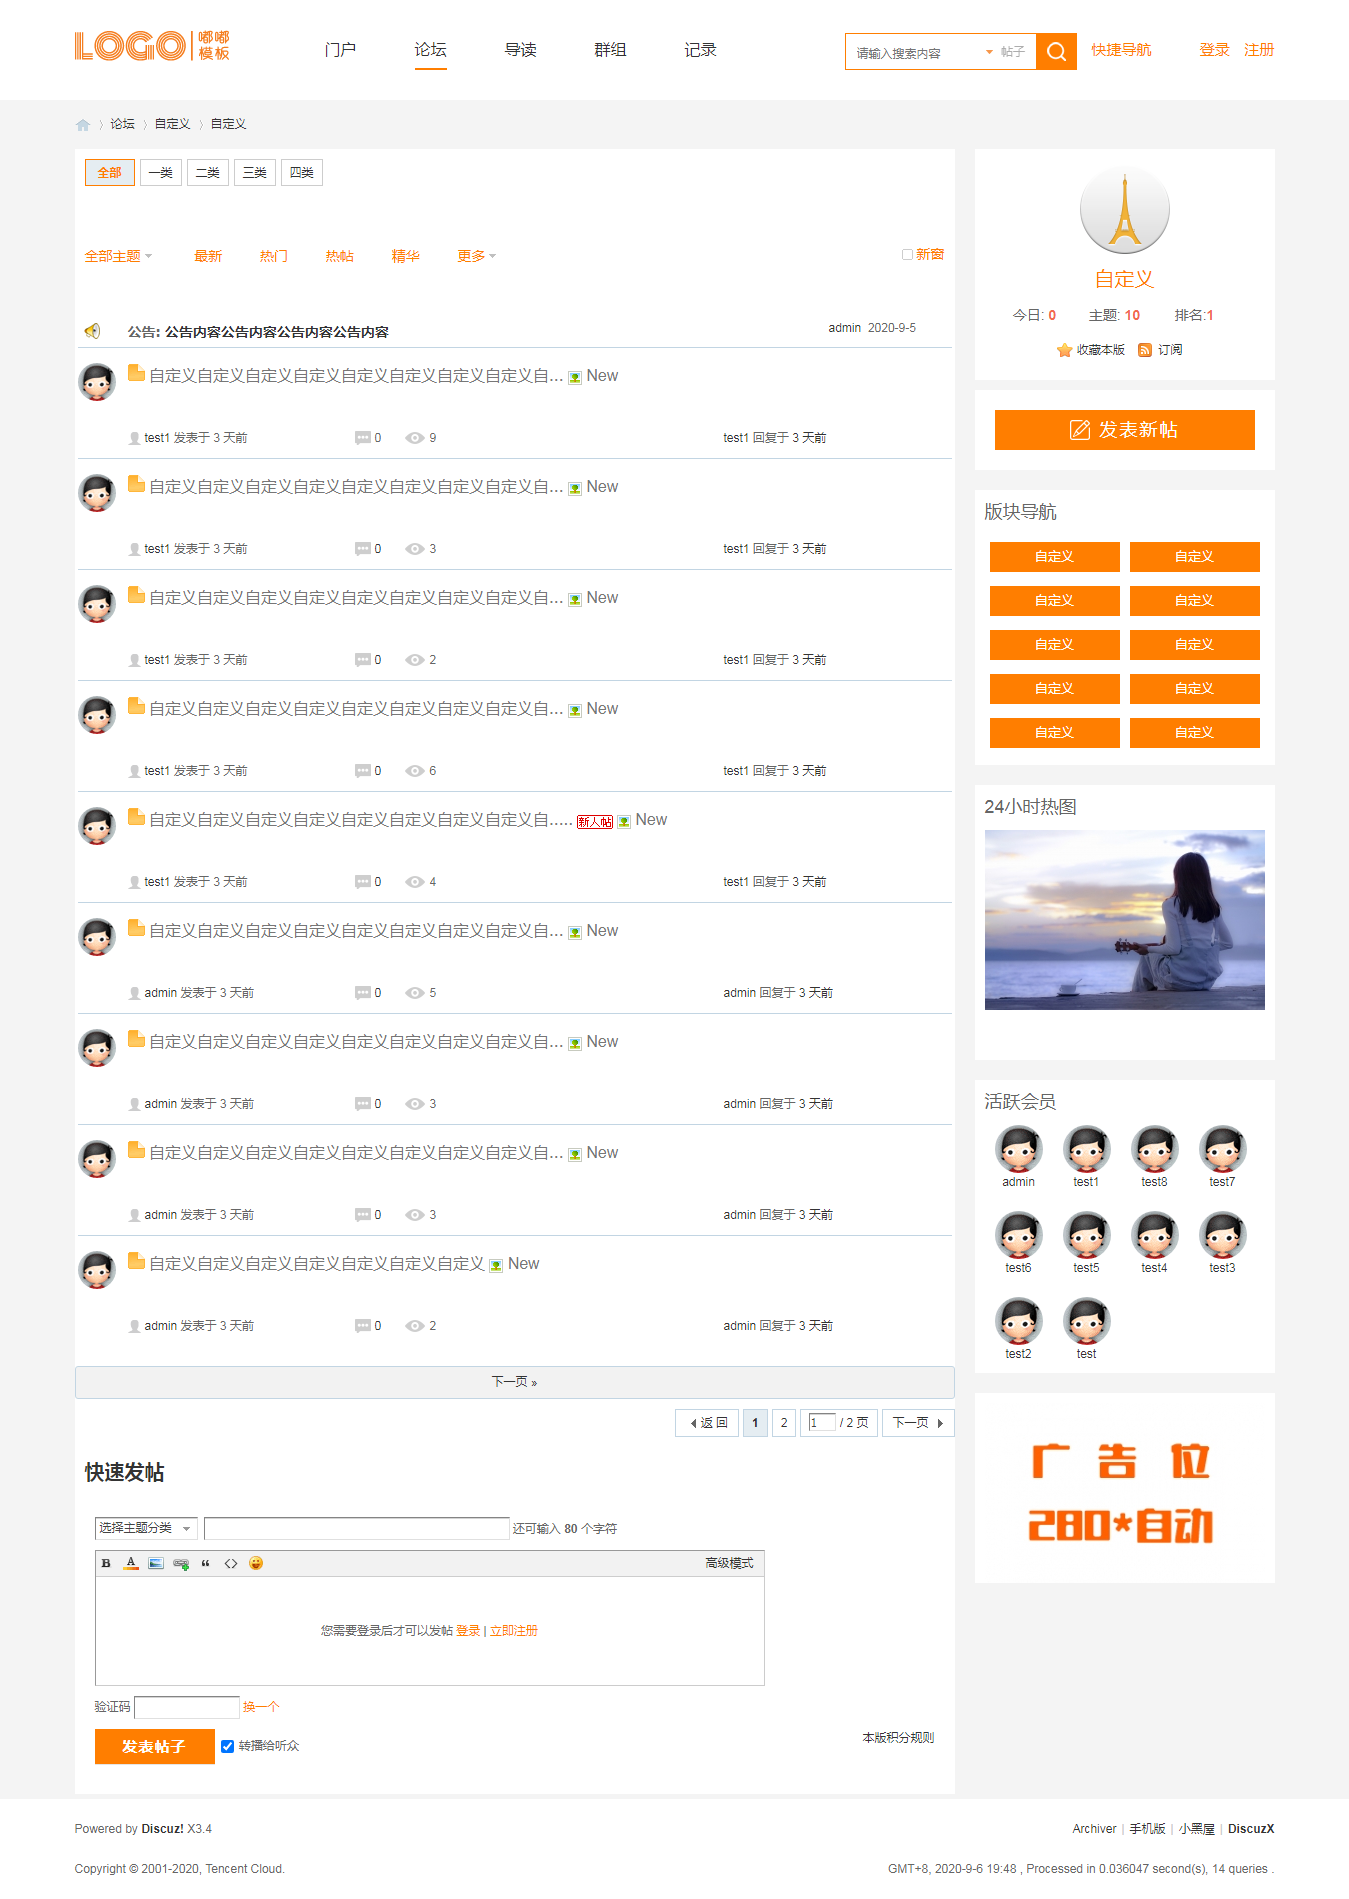 LOGO 嘟嘟模板
门户 论坛 导读 群组 记录
请输入搜索内容 帖子 快捷导航 登录 注册
论坛 自定义 自定义
全部 一类 二类 三类 四类
全部主题 最新 热门 热帖 精华 更多 新窗
公告: 公告内容公告内容公告内容公告内容 admin 2020-9-5
自定义自定义自定义自定义自定义自定义自定义自定义自... New
test1 发表于 3 天前 0 9 test1 回复于 3 天前
自定义自定义自定义自定义自定义自定义自定义自定义自... New
test1 发表于 3 天前 0 3 test1 回复于 3 天前
自定义自定义自定义自定义自定义自定义自定义自定义自... New
test1 发表于 3 天前 0 2 test1 回复于 3 天前
自定义自定义自定义自定义自定义自定义自定义自定义自... New
test1 发表于 3 天前 0 6 test1 回复于 3 天前
自定义自定义自定义自定义自定义自定义自定义自定义自..... 新人帖 New
test1 发表于 3 天前 0 4 test1 回复于 3 天前
自定义自定义自定义自定义自定义自定义自定义自定义自... New
admin 发表于 3 天前 0 5 admin 回复于 3 天前
自定义自定义自定义自定义自定义自定义自定义自定义自... New
admin 发表于 3 天前 0 3 admin 回复于 3 天前
自定义自定义自定义自定义自定义自定义自定义自定义自... New
admin 发表于 3 天前 0 3 admin 回复于 3 天前
自定义自定义自定义自定义自定义自定义自定义 New
admin 发表于 3 天前 0 2 admin 回复于 3 天前
下一页 »
返 回 1 2 1 / 2 页 下一页
快速发帖
选择主题分类 还可输入 80 个字符
B A “ <> 高级模式
您需要登录后才可以发帖 登录 | 立即注册
验证码 换一个
发表帖子 转播给听众 本版积分规则
自定义
今日: 0 主题: 10 排名:1
收藏本版 订阅
发表新帖
版块导航
自定义 自定义
自定义 自定义
自定义 自定义
自定义 自定义
自定义 自定义
24小时热图
活跃会员
admin test1 test8 test7
test6 test5 test4 test3
test2 test
广告位
280*自动
Powered by Discuz! X3.4 Archiver | 手机版 | 小黑屋 | DiscuzX
Copyright © 2001-2020, Tencent Cloud. GMT+8, 2020-9-6 19:48 , Processed in 0.036047 second(s), 14 queries .